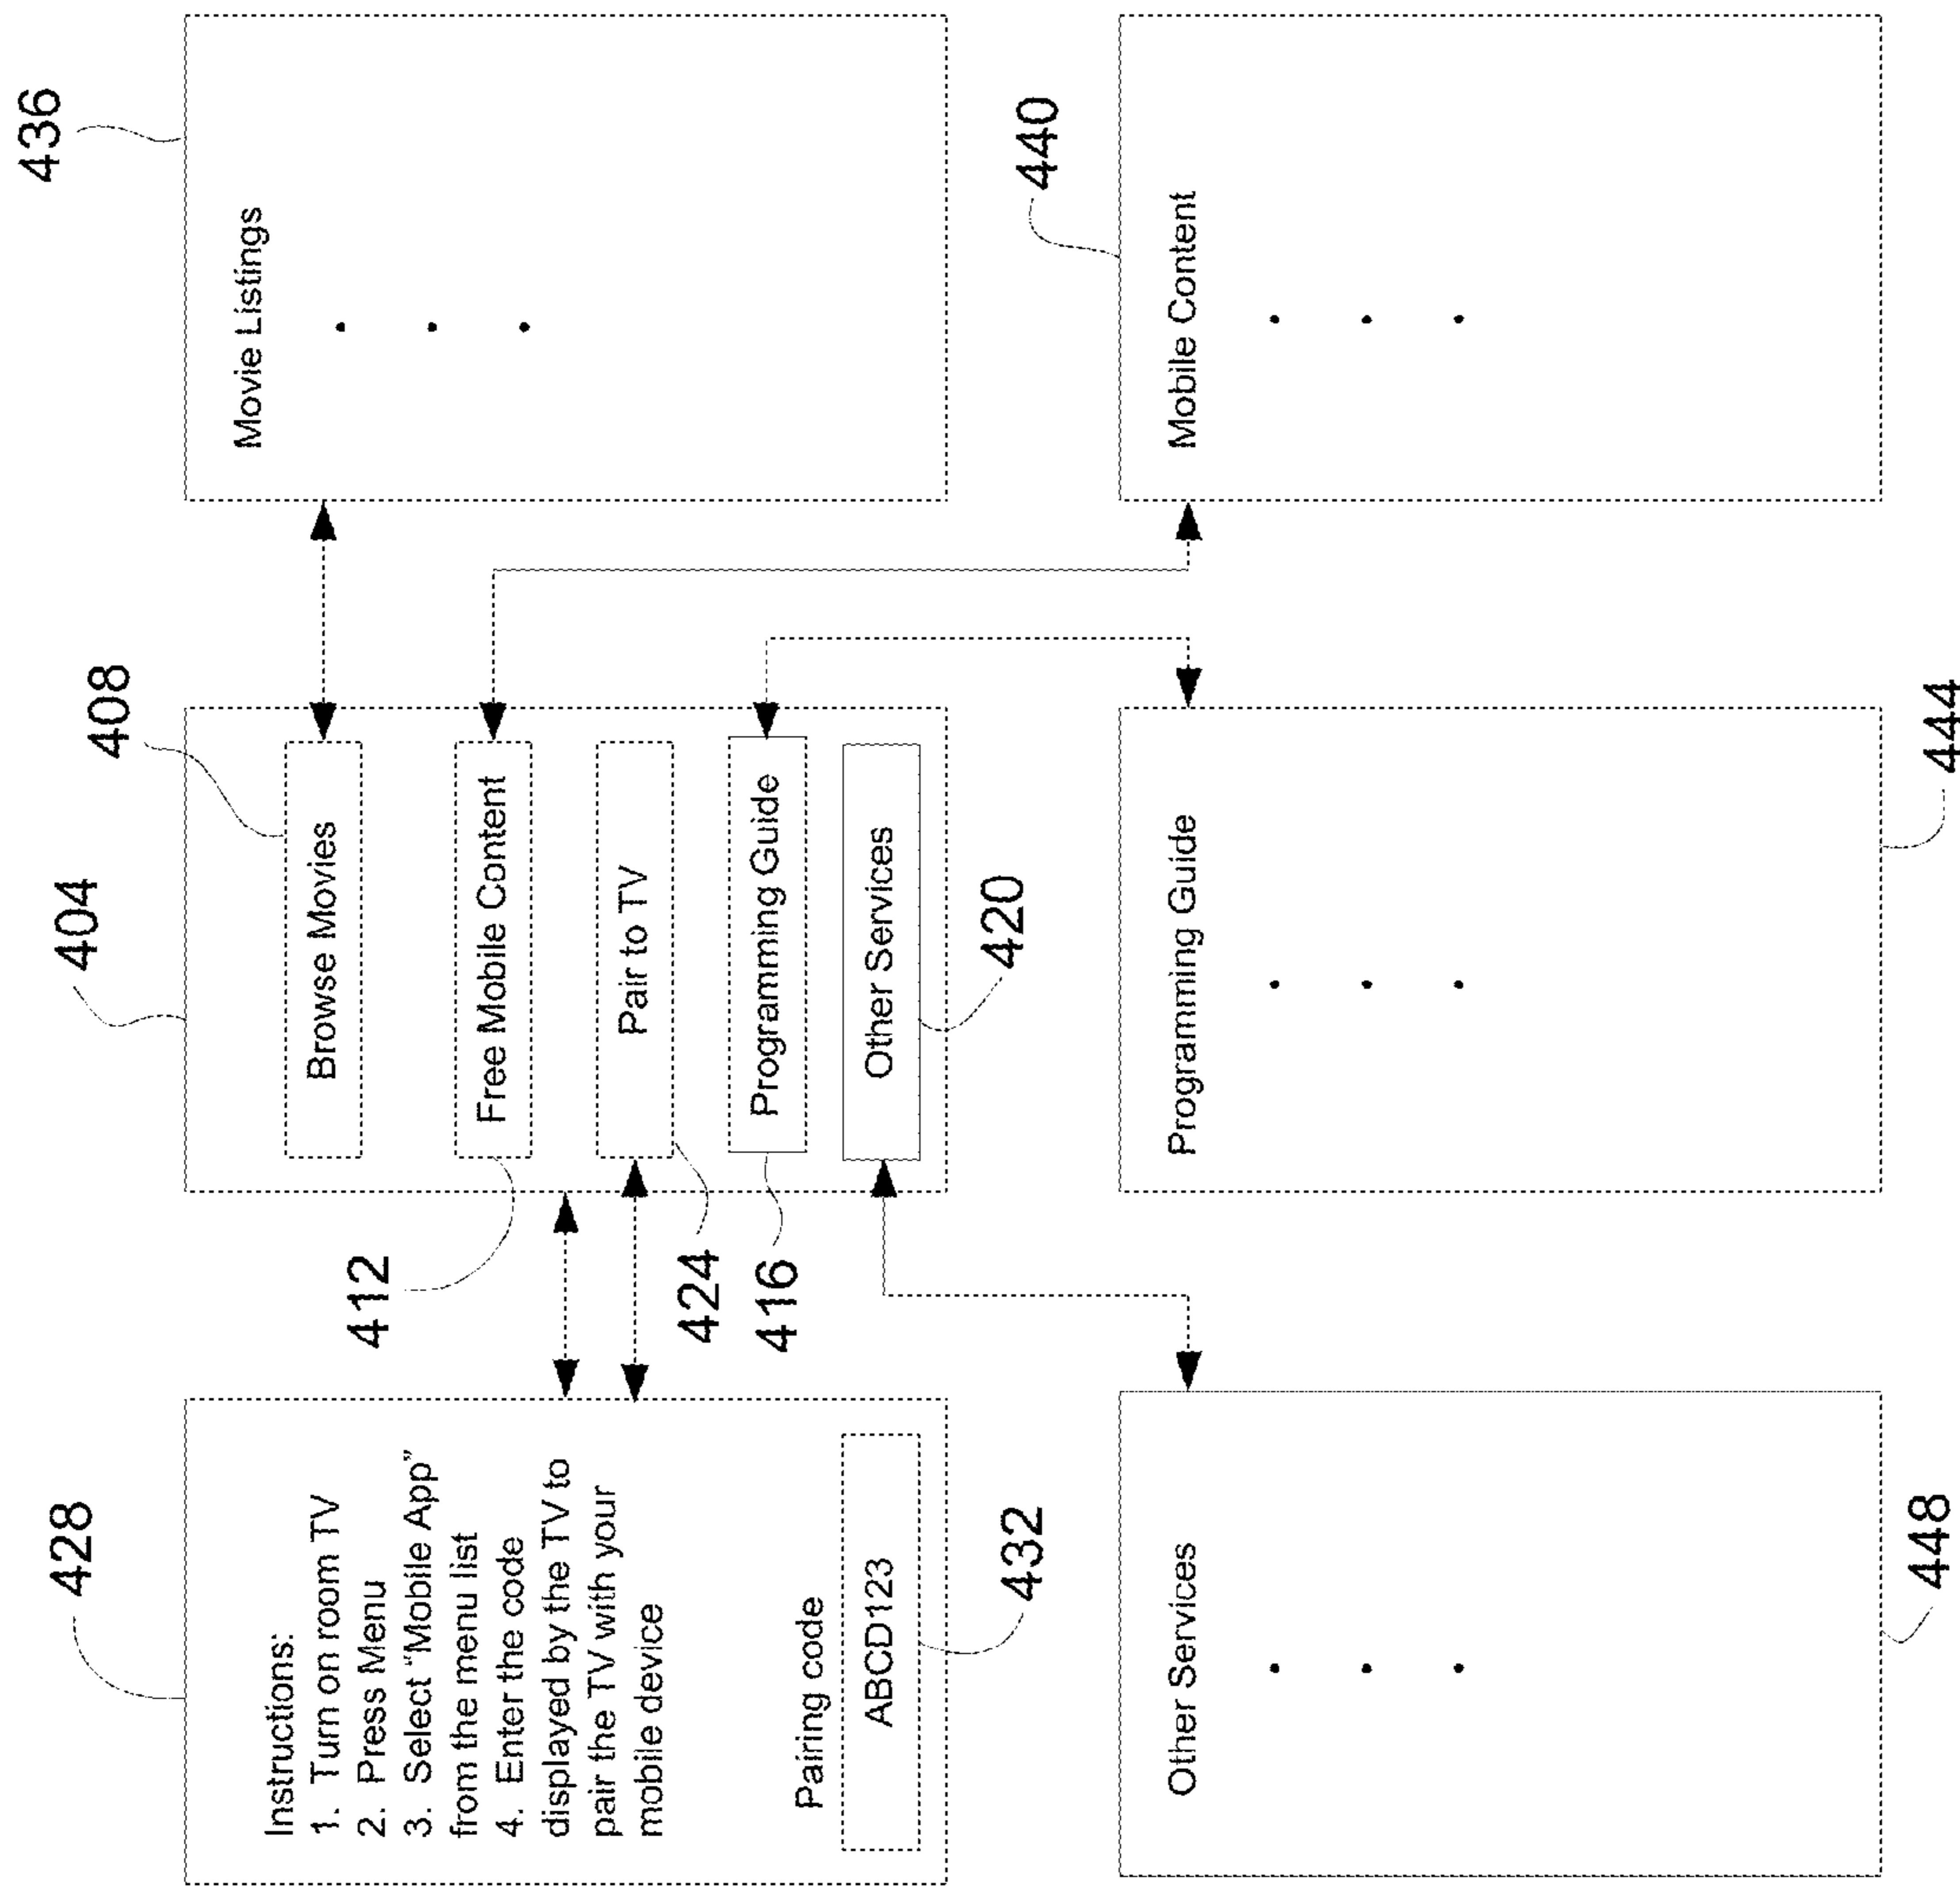 428
Instructions:
1. Turn on room TV
2. Press Menu
3. Select “Mobile App”
from the menu list
4. Enter the code
displayed by the TV to
pair the TV with your
mobile device
Pairing code
ABCD123
432
404
408
Browse Movies
412
Free Mobile Content
Pair to TV
424
Programming Guide
416
Other Services
420
436
Movie Listings
Other Services
448
Programming Guide
444
440
Mobile Content